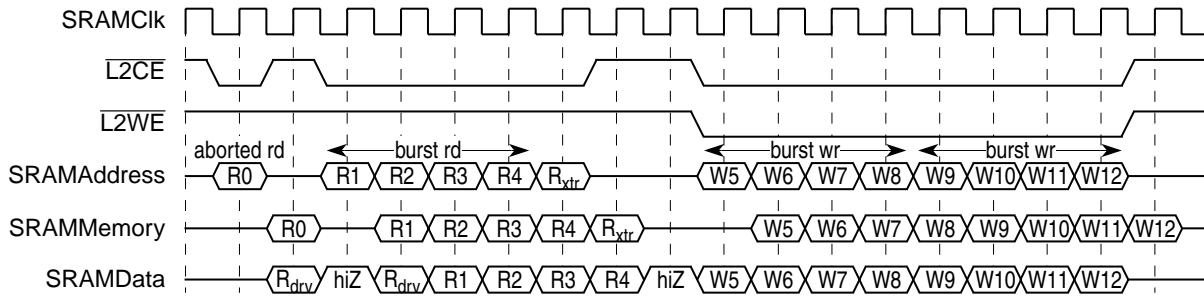 SRAMClk
L2CE
L2WE
aborted rd burst rd burst wr burst wr
SRAMAddress R0 R1 R2 R3 R4 Rxtr W5 W6 W7 W8 W9 W10 W11 W12
SRAMMemory R0 R1 R2 R3 R4 Rxtr W5 W6 W7 W8 W9 W10 W11 W12
SRAMData Rdrv hiZ Rdrv R1 R2 R3 R4 hiZ W5 W6 W7 W8 W9 W10 W11 W12